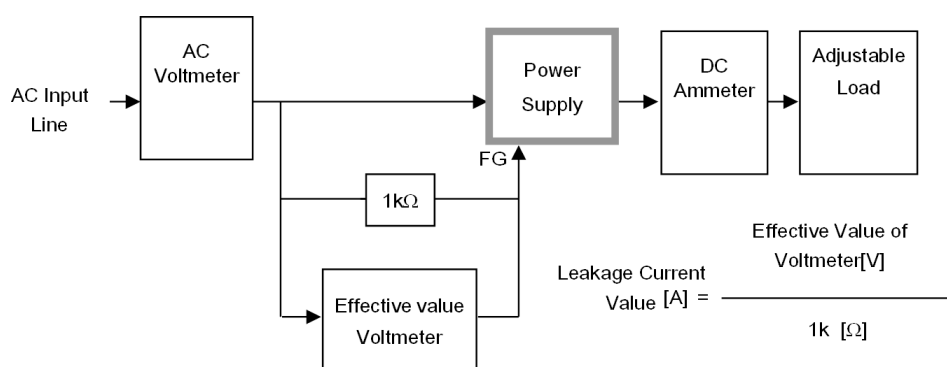 AC Input
Line
AC
Voltmeter
Power
Supply
FG
DC
Ammeter
Adjustable
Load
1kΩ
Effective value
Voltmeter
Leakage Current
Value [A] =
Effective Value of
Voltmeter[V]
1k [Ω]